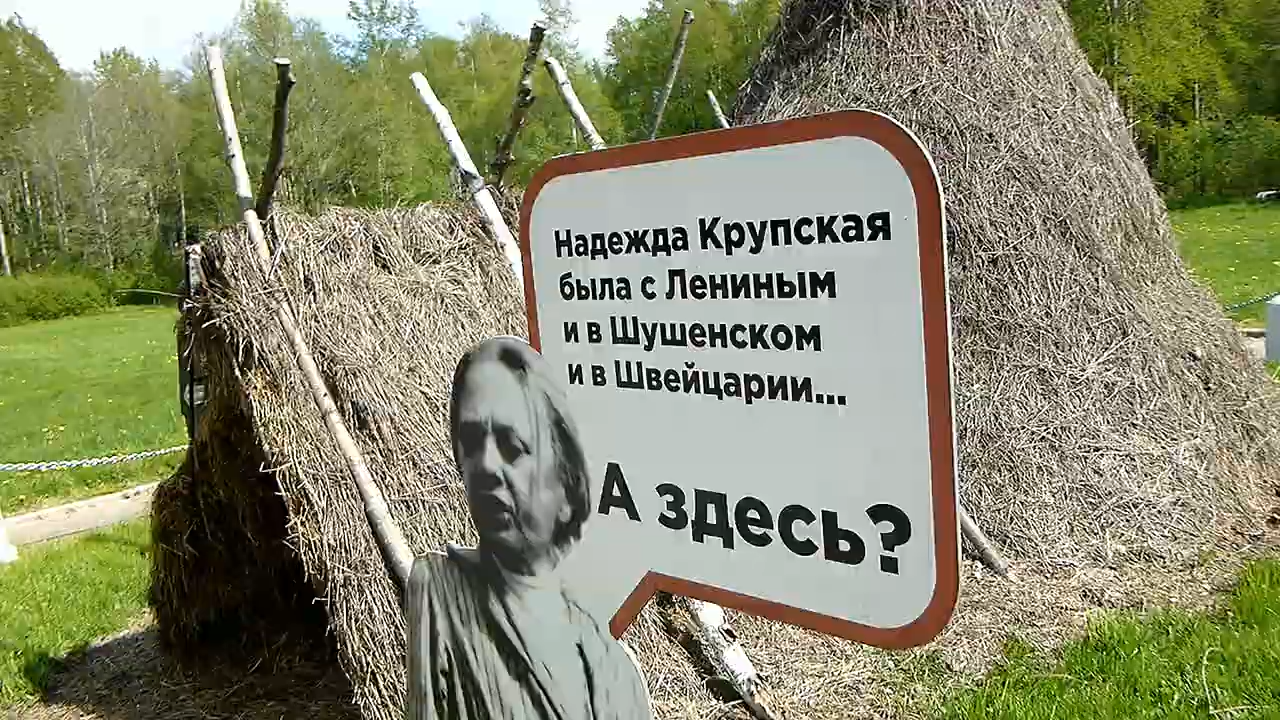 Надежда Крупская
была с Лениным
и в Шушенском
и в Швейцарии...
А здесь?